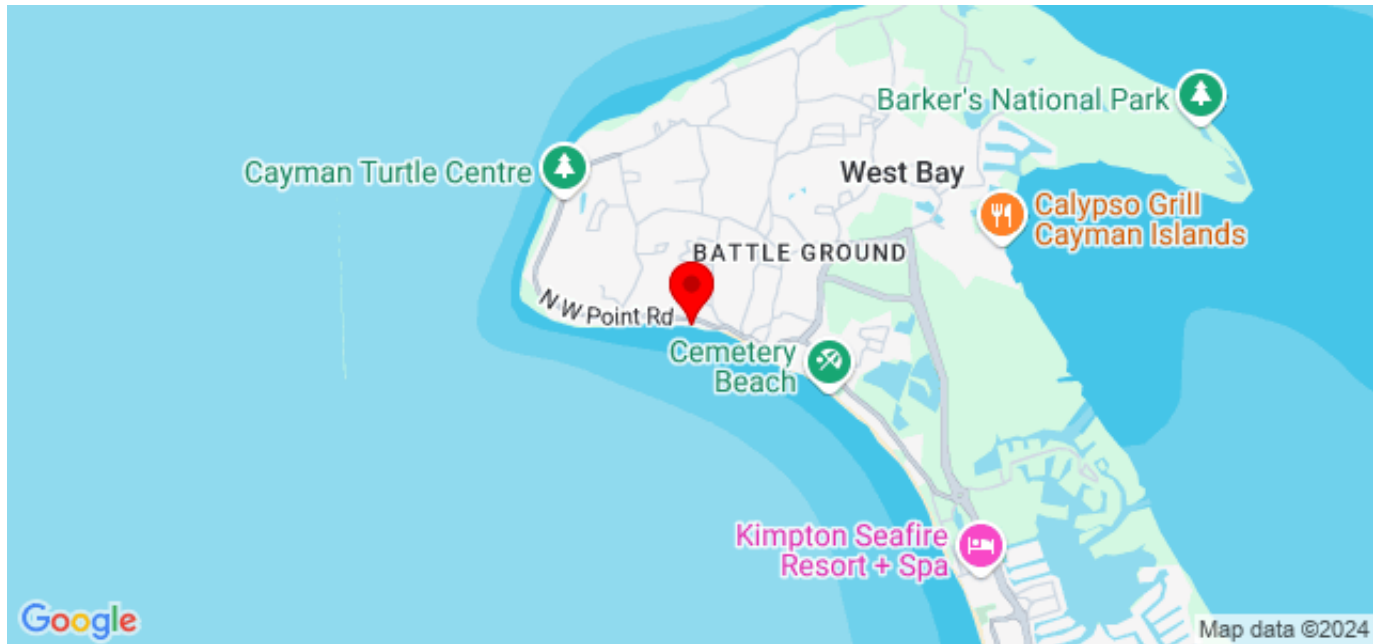 Barker's National Park
Cayman Turtle Centre
West Bay
Calypso Grill
Cayman Islands
BATTLE GROUND
N W Point Rd
Cemetery
Beach
Kimpton Seafire
Resort + Spa
Google
Map data ©2024